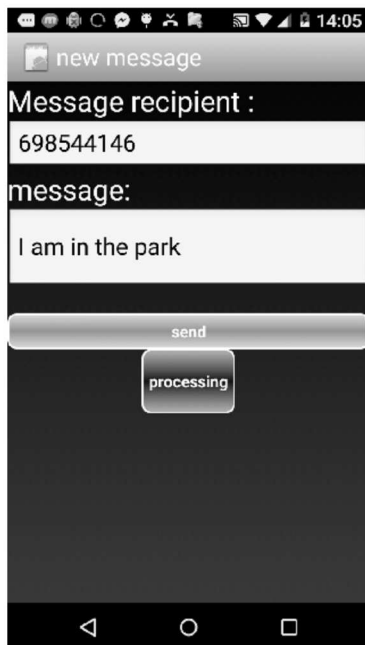 14:05
new message
Message recipient :
698544146
message:
I am in the park
send
processing